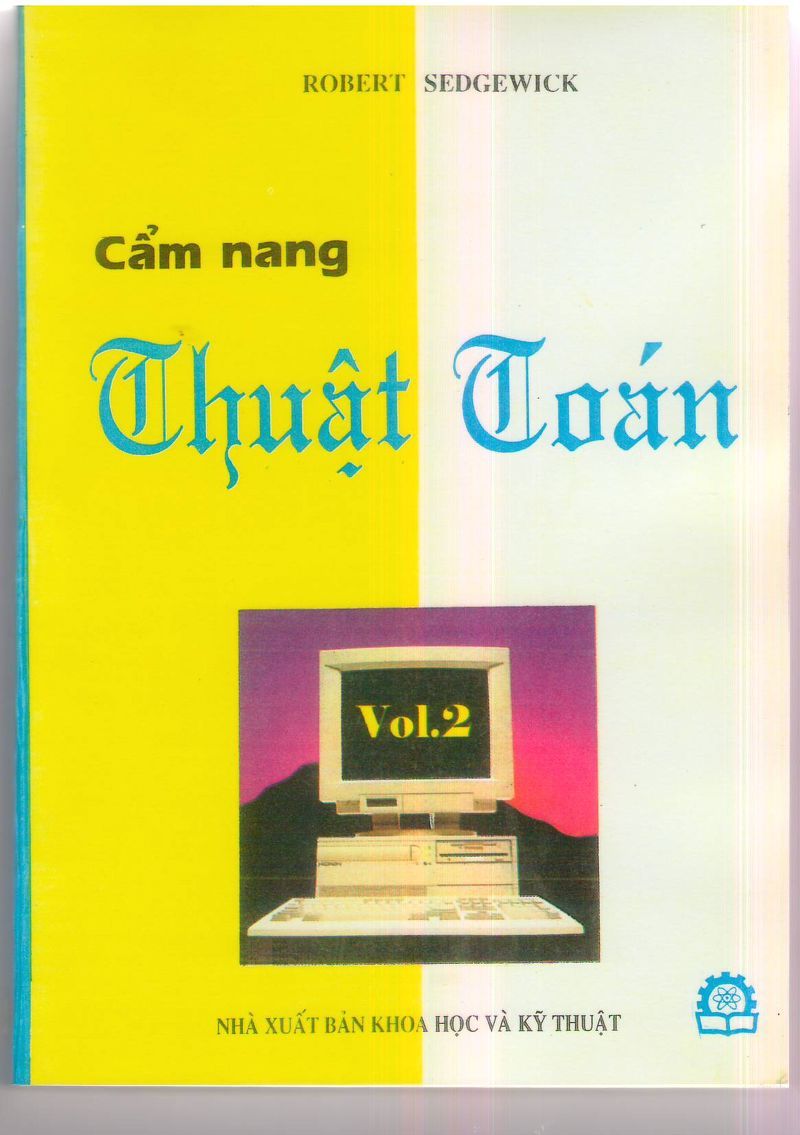 ROBERT SEDGEWICK
Cẩm nang
Thuật Toán
Vol.2
NHÀ XUẤT BẢN KHOA HỌC VÀ KỸ THUẬT